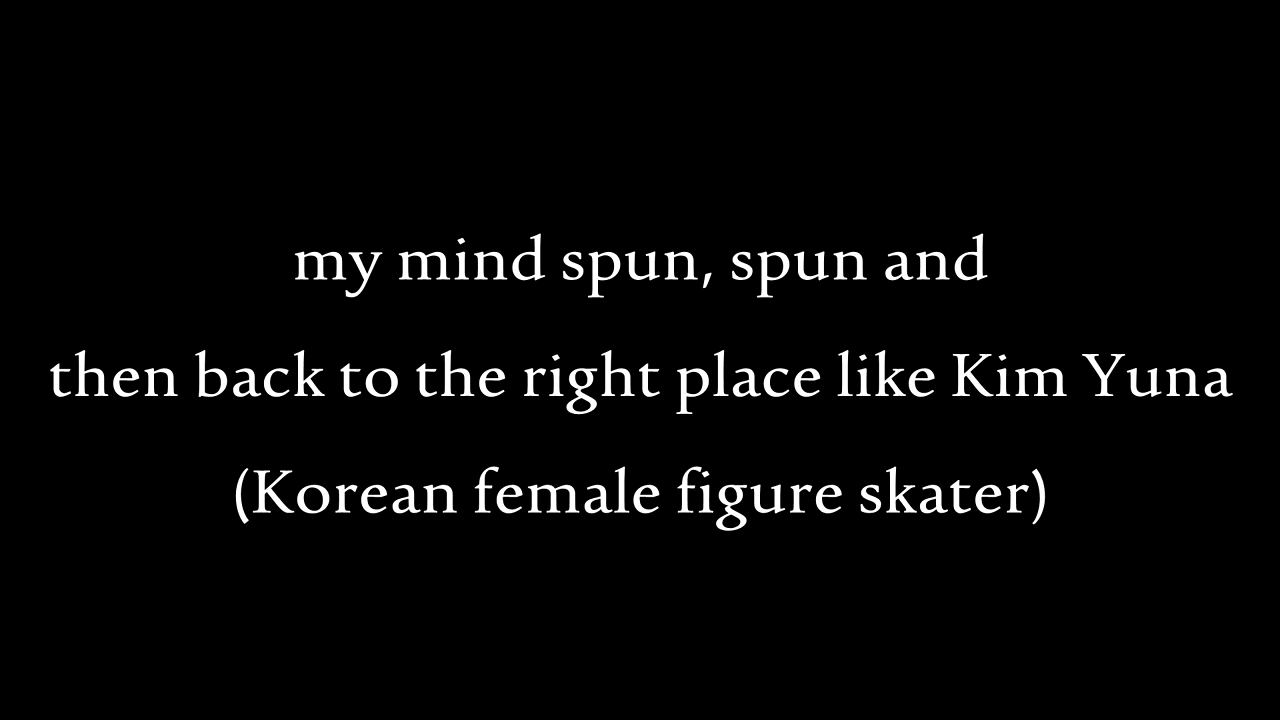 my mind spun, spun and
then back to the right place like Kim Yuna
(Korean female figure skater)